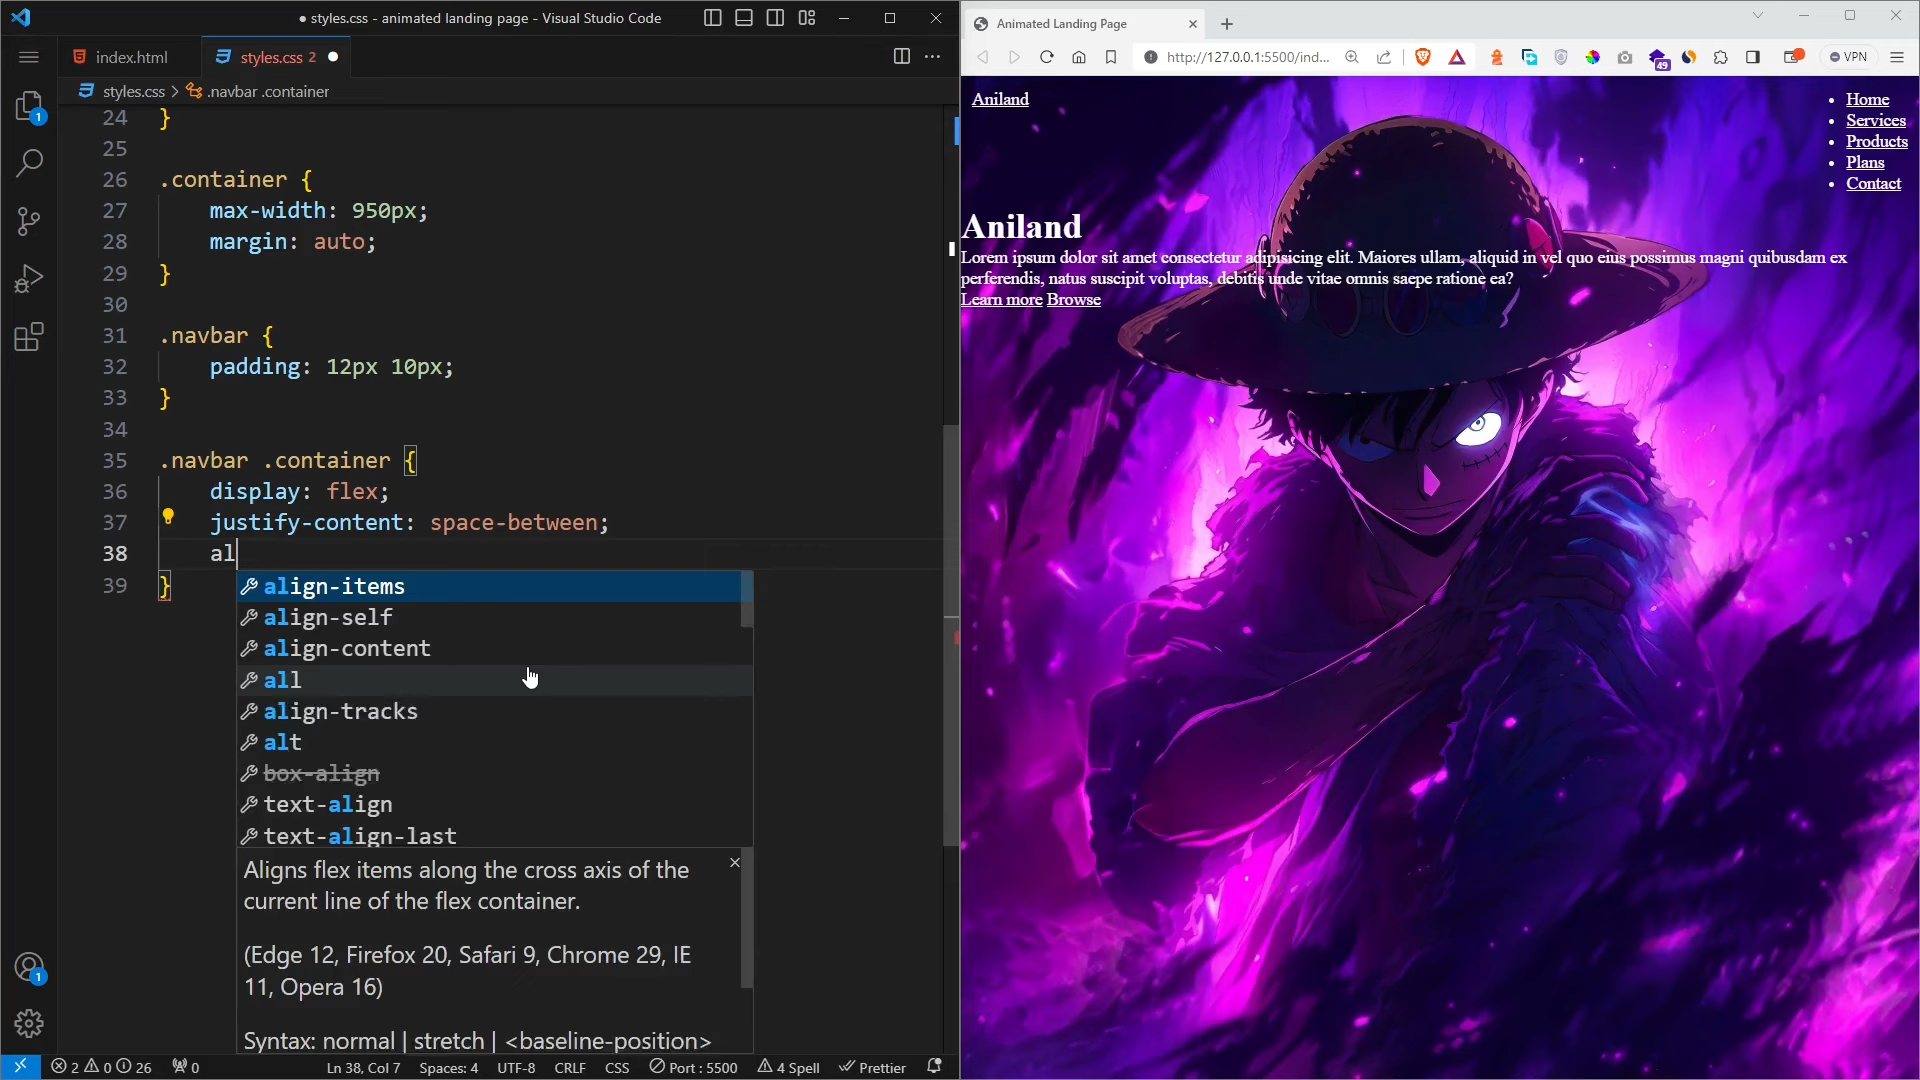 ● styles.css - animated landing page - Visual Studio Code
index.html
styles.css 2 ●
styles.css > .navbar .container
24 }
25
26 .container {
27 max-width: 950px;
28 margin: auto;
29 }
30
31 .navbar {
32 padding: 12px 10px;
33 }
34
35 .navbar .container {
36 display: flex;
37 justify-content: space-between;
38 al
39 }
align-items
align-self
align-content
all
align-tracks
alt
box-align
text-align
text-align-last
Aligns flex items along the cross axis of the
current line of the flex container.
(Edge 12, Firefox 20, Safari 9, Chrome 29, IE
11, Opera 16)
Syntax: normal | stretch | <baseline-position>
1
1
2 0 26 0 Ln 38, Col 7 Spaces: 4 UTF-8 CRLF CSS Port : 5500 4 Spell Prettier
Animated Landing Page
http://127.0.0.1:5500/ind... 49 VPN
Aniland
Home
Services
Products
Plans
Contact
Aniland
Lorem ipsum dolor sit amet consectetur adipisicing elit. Maiores ullam, aliquid in vel quo eius possimus magni quibusdam ex
perferendis, natus suscipit voluptas, debitis unde vitae omnis saepe ratione ea?
Learn more Browse